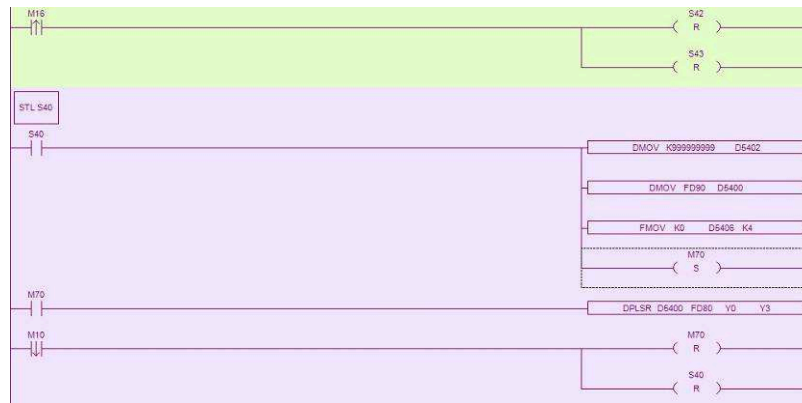 M16
S42
R
S43
R
STL S40
S40
DMOV K999999999 D5402
DMOV FD90 D5400
FMOV K0 D5406 K4
M70
S
M70
DPLSR D5400 FD80 Y0 Y3
M10
M70
R
S40
R